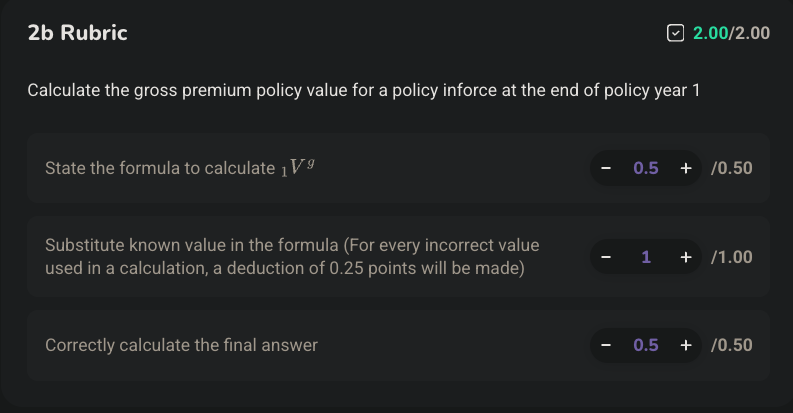 2b Rubric
2.00/2.00
Calculate the gross premium policy value for a policy inforce at the end of policy year 1
State the formula to calculate ₁V^g
− 0.5 + /0.50
Substitute known value in the formula (For every incorrect value
used in a calculation, a deduction of 0.25 points will be made)
− 1 + /1.00
Correctly calculate the final answer
− 0.5 + /0.50